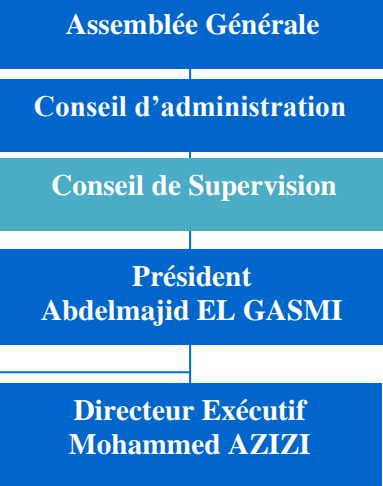 Assemblée Générale
Conseil d’administration
Conseil de Supervision
Président
Abdelmajid EL GASMI
Directeur Exécutif
Mohammed AZIZI